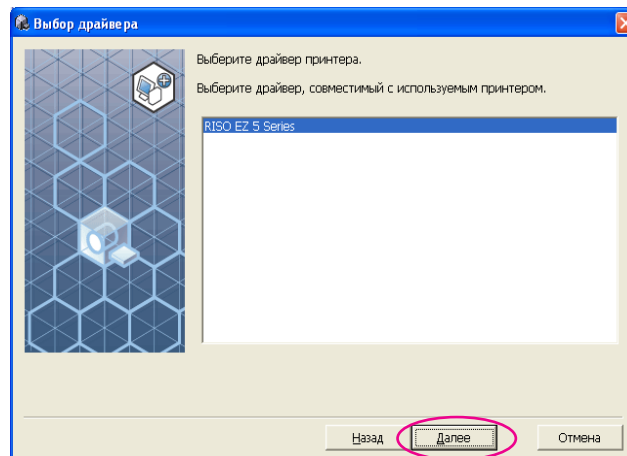 Выбор драйвера
Выберите драйвер принтера.
Выберите драйвер, совместимый с используемым принтером.
RISO EZ 5 Series
Назад
Далее
Отмена